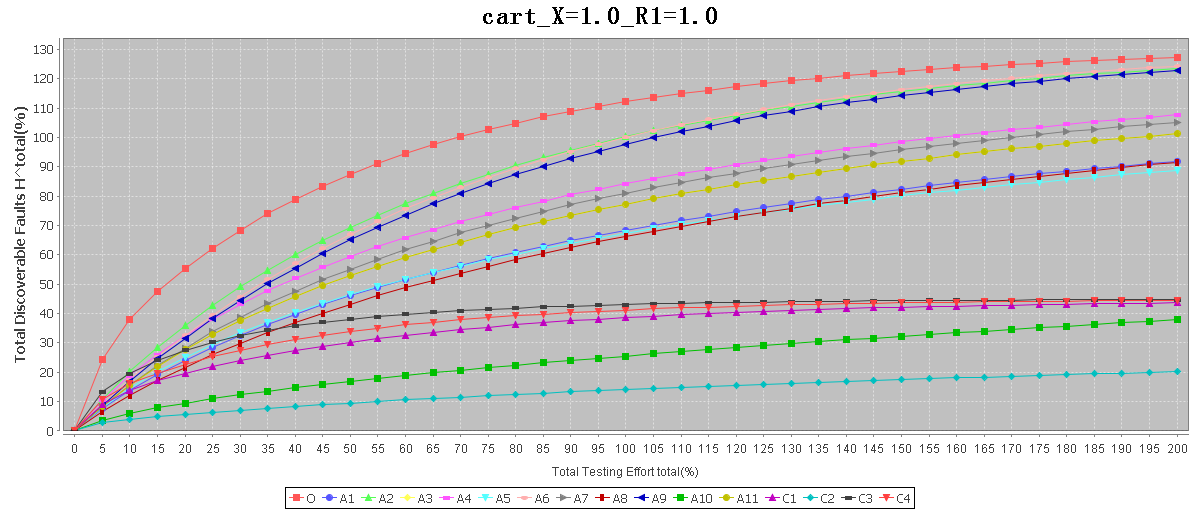 cart_X=1.0_R1=1.0
Total Discoverable Faults H^total(%)
130
120
110
100
90
80
70
60
50
40
30
20
10
0
0 5 10 15 20 25 30 35 40 45 50 55 60 65 70 75 80 85 90 95 100 105 110 115 120 125 130 135 140 145 150 155 160 165 170 175 180 185 190 195 200
Total Testing Effort total(%)
O A1 A2 A3 A4 A5 A6 A7 A8 A9 A10 A11 C1 C2 C3 C4